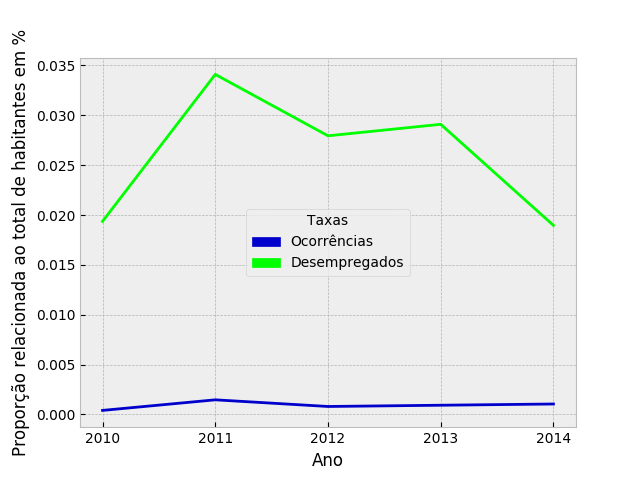 Proporção relacionada ao total de habitantes em %
0.035
0.030
0.025
0.020
0.015
0.010
0.005
0.000
Taxas
Ocorrências
Desempregados
2010 2011 2012 2013 2014
Ano